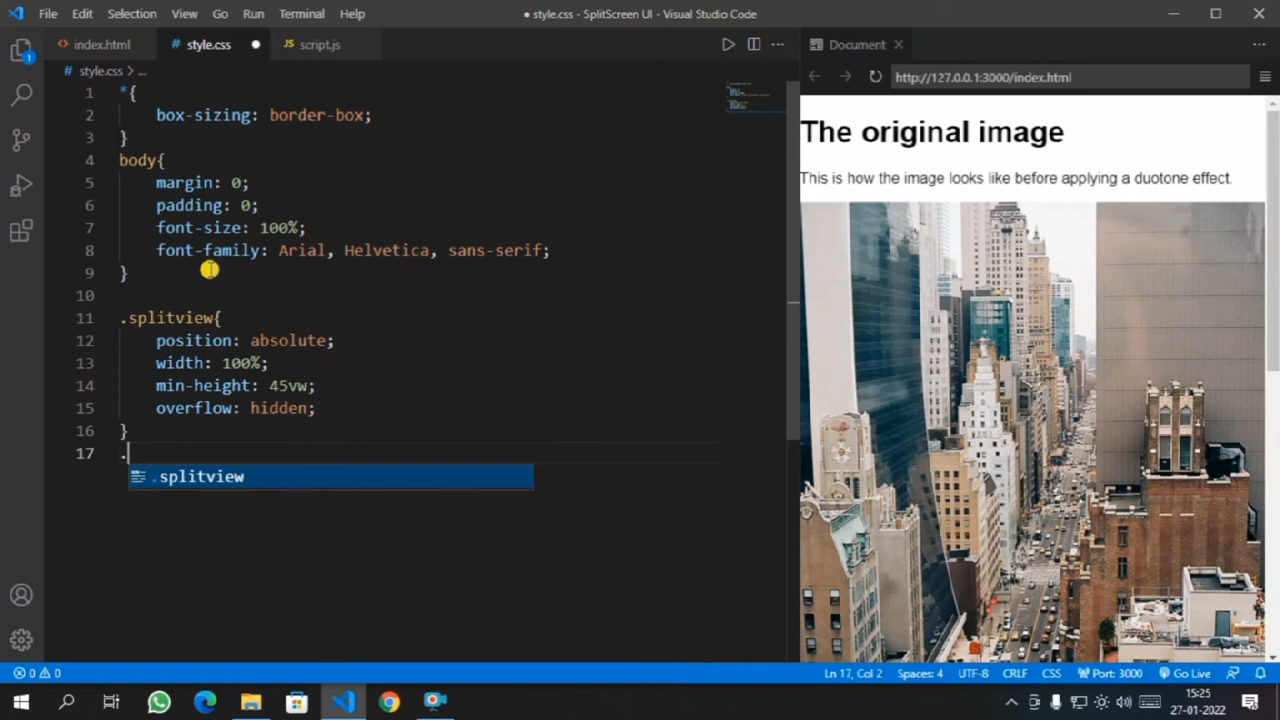 File Edit Selection View Go Run Terminal Help
● style.css - SplitScreen UI - Visual Studio Code
index.html
# style.css
JS script.js
Document
1
# style.css > ...
http://127.0.0.1:3000/index.html
1 *{
2 box-sizing: border-box;
3 }
4 body{
5 margin: 0;
6 padding: 0;
7 font-size: 100%;
8 font-family: Arial, Helvetica, sans-serif;
9 }
10
11 .splitview{
12 position: absolute;
13 width: 100%;
14 min-height: 45vw;
15 overflow: hidden;
16 }
17 .
.splitview
The original image
This is how the image looks like before applying a duotone effect.
0 0
Ln 17, Col 2 Spaces: 4 UTF-8 CRLF CSS Port: 3000 Go Live
15:25
27-01-2022